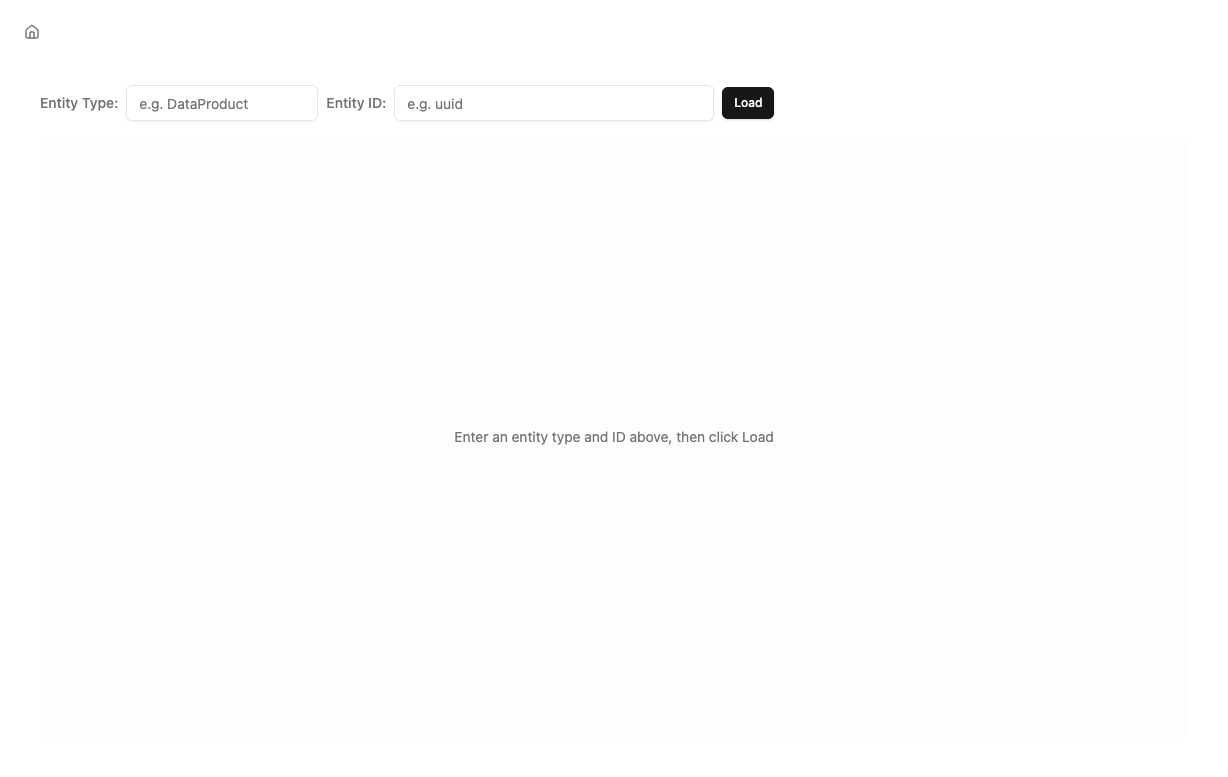 Entity Type: e.g. DataProduct Entity ID: e.g. uuid Load
Enter an entity type and ID above, then click Load